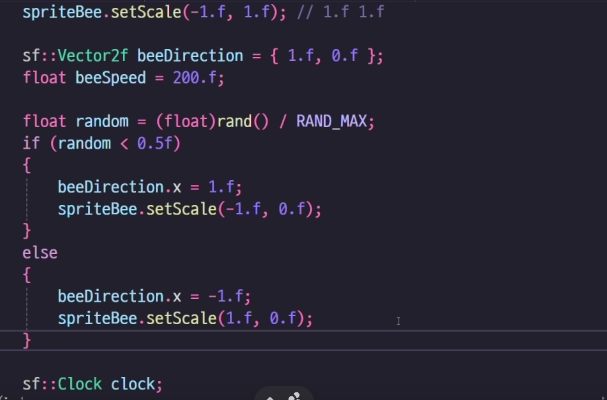 spriteBee.setScale(-1.f, 1.f); // 1.f 1.f
sf::Vector2f beeDirection = { 1.f, 0.f };
float beeSpeed = 200.f;
float random = (float)rand() / RAND_MAX;
if (random < 0.5f)
{
    beeDirection.x = 1.f;
    spriteBee.setScale(-1.f, 0.f);
}
else
{
    beeDirection.x = -1.f;
    spriteBee.setScale(1.f, 0.f);
}
sf::Clock clock;